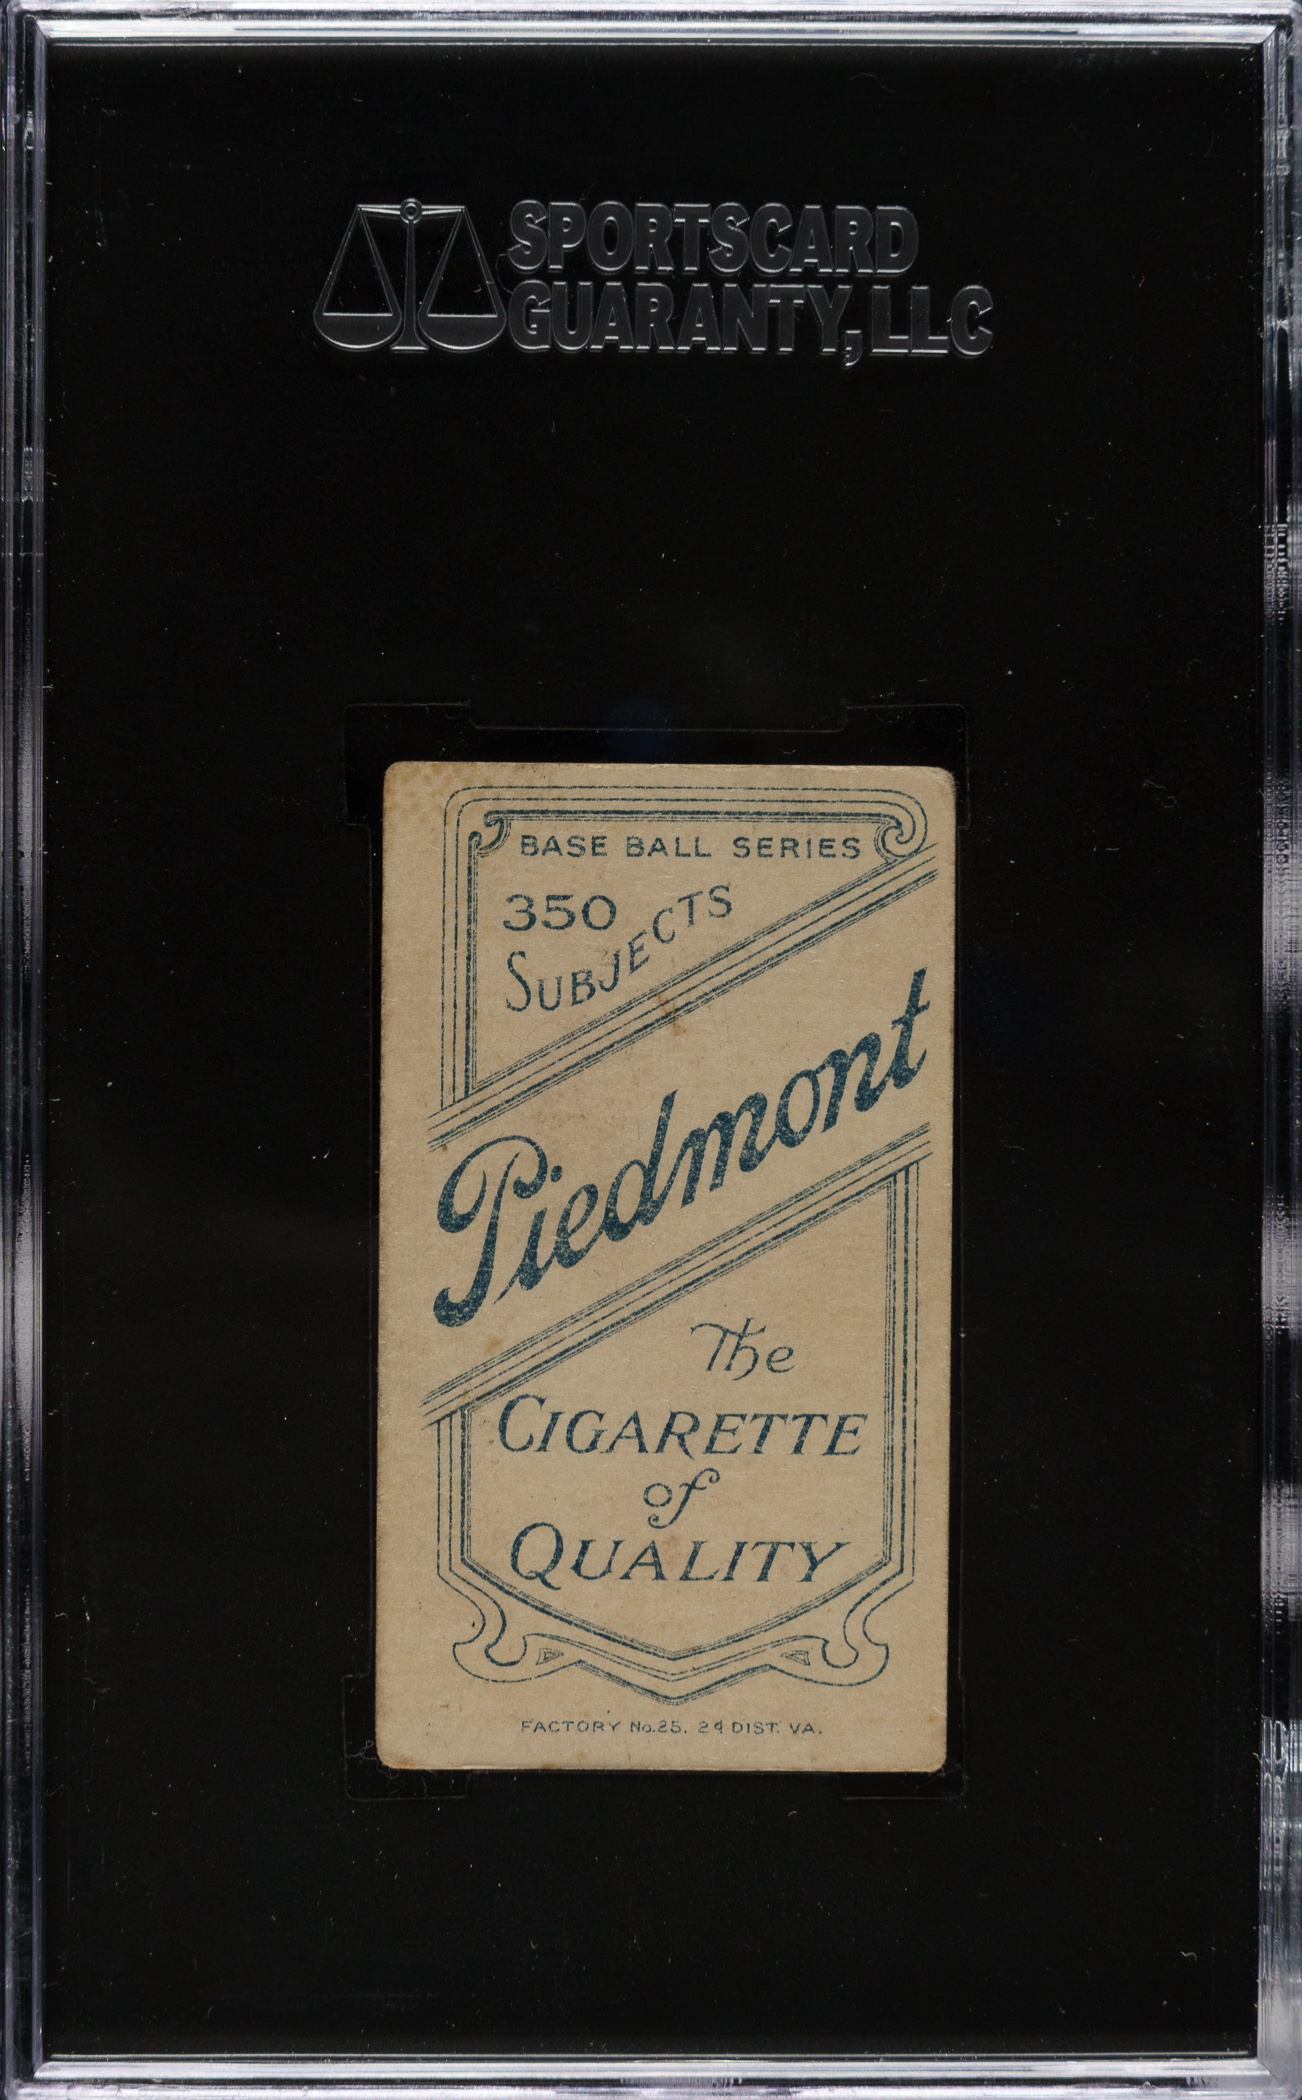 SPORTSCARD
GUARANTY, LLC
BASE BALL SERIES
350
SUBJECTS
Piedmont
The
CIGARETTE
of
QUALITY
FACTORY No. 25. 2d DIST. VA.